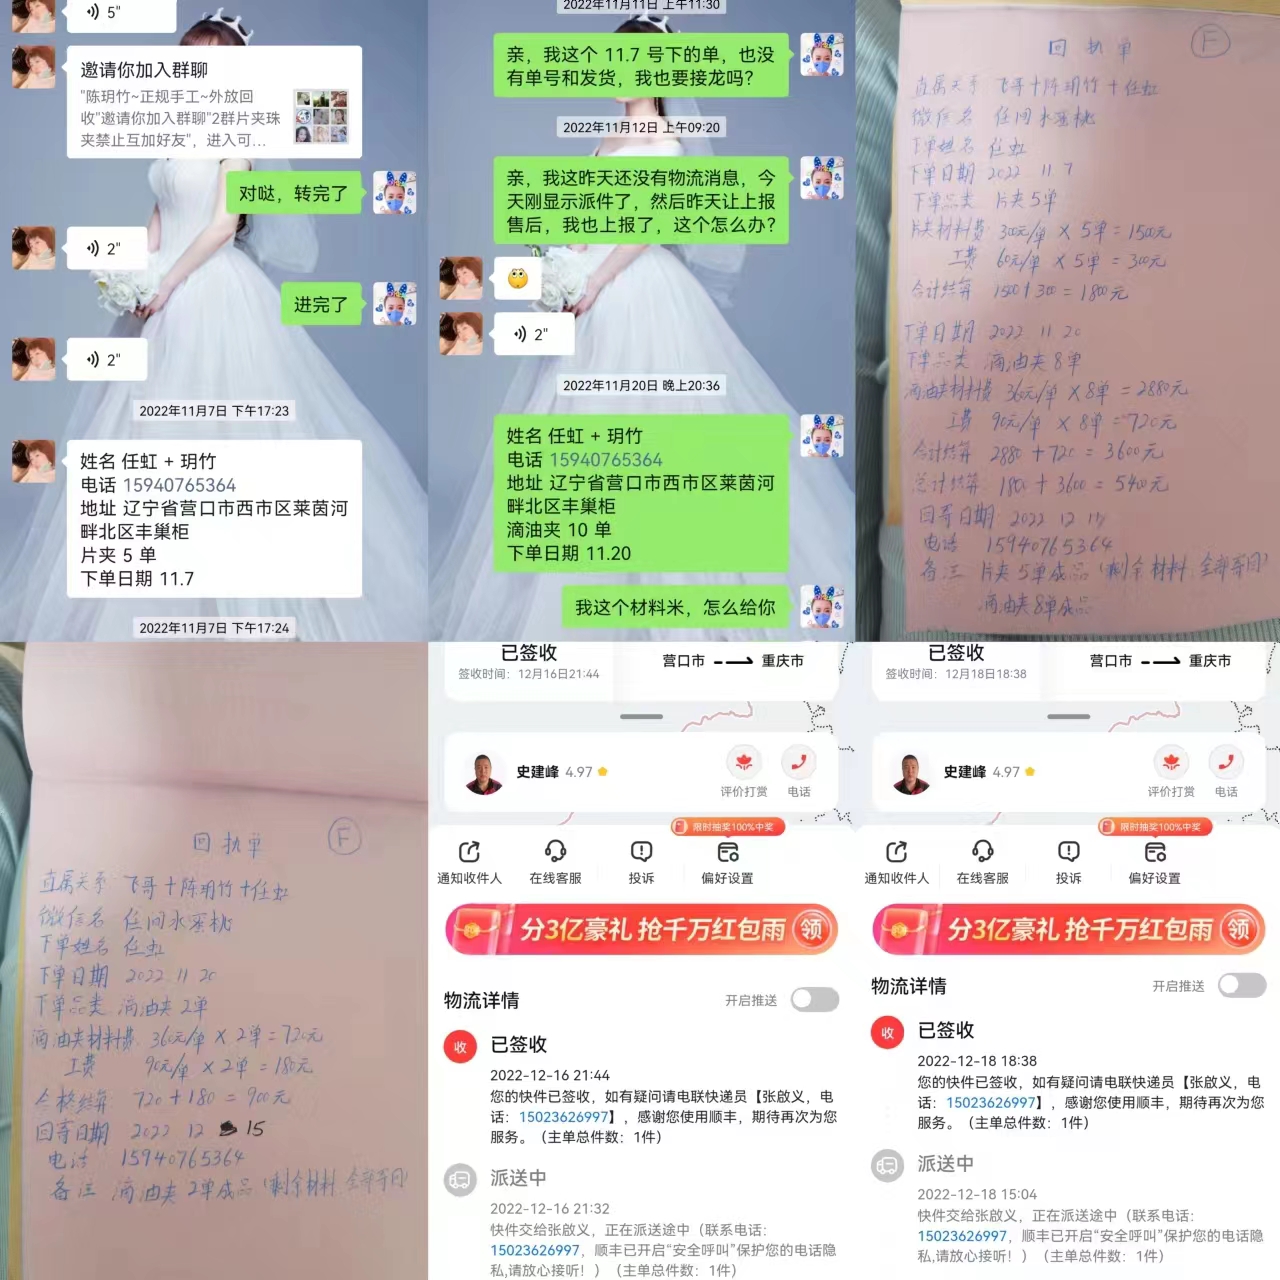 5"
邀请你加入群聊
"陈玥竹~正规手工~外放回
收"邀请你加入群聊"2群片夹珠
夹禁止互加好友"，进入可...
对哒，转完了
2"
进完了
2"
2022年11月7日 下午17:23
姓名 任虹 + 玥竹
电话 15940765364
地址 辽宁省营口市西市区莱茵河
畔北区丰巢柜
片夹 5 单
下单日期 11.7
2022年11月7日 下午17:24
2022年11月11日 上午11:30
亲，我这个 11.7 号下的单，也没
有单号和发货，我也要接龙吗？
2022年11月12日 上午09:20
亲，我这昨天还没有物流消息，今
天刚显示派件了，然后昨天让上报
售后，我也上报了，这个怎么办？
2"
2022年11月20日 晚上20:36
姓名 任虹 + 玥竹
电话 15940765364
地址 辽宁省营口市西市区莱茵河
畔北区丰巢柜
滴油夹 10 单
下单日期 11.20
我这个材料米，怎么给你
回执单 F
直属关系 飞哥+陈玥竹+任虹
微信名 任间水蜜桃
下单姓名 任虹
下单日期 2022 11 7
下单品类 片夹5单
片夹材料费 300元/单 × 5单 = 1500元
工费 60元/单 × 5单 = 300元
合计结算 1500+300 = 1800元
下单日期 2022 11 20
下单品类 滴油夹8单
滴油夹材料费 360元/单 × 8单 = 2880元
工费 90元/单 × 8单 = 720元
合计结算 2880 + 720 = 3600元
总计结算 1800 + 3600 = 5400元
回寄日期 2022 12 17
电话 15940765364
备注 片夹5单成品（剩余材料全部寄回）
滴油夹8单成品
回执单 F
直属关系 飞哥+陈玥竹+任虹
微信名 任间水蜜桃
下单姓名 任虹
下单日期 2022 11 20
下单品类 滴油夹2单
滴油夹材料费 360元/单 × 2单 = 720元
工费 90元/单 × 2单 = 180元
合格结算 720 + 180 = 900元
回寄日期 2022 12 15
电话 15940765364
备注 滴油夹2单成品（剩余材料全部寄回）
已签收
签收时间：12月16日21:44
营口市 重庆市
史建峰 4.97
评价打赏 电话
限时抽奖100%中奖
通知收件人 在线客服 投诉 偏好设置
分3亿豪礼 抢千万红包雨 领
物流详情 开启推送
收 已签收
2022-12-16 21:44
您的快件已签收，如有疑问请电联快递员【张啟义，电
话：15023626997】，感谢您使用顺丰，期待再次为您
服务。（主单总件数：1件）
派送中
2022-12-16 21:32
快件交给张啟义，正在派送途中（联系电话：
15023626997，顺丰已开启“安全呼叫”保护您的电话隐
私,请放心接听！）（主单总件数：1件）
已签收
签收时间：12月18日18:38
营口市 重庆市
史建峰 4.97
评价打赏 电话
限时抽奖100%中奖
通知收件人 在线客服 投诉 偏好设置
分3亿豪礼 抢千万红包雨 领
物流详情 开启推送
收 已签收
2022-12-18 18:38
您的快件已签收，如有疑问请电联快递员【张啟义，电
话：15023626997】，感谢您使用顺丰，期待再次为您
服务。（主单总件数：1件）
派送中
2022-12-18 15:04
快件交给张啟义，正在派送途中（联系电话：
15023626997，顺丰已开启“安全呼叫”保护您的电话隐
私,请放心接听！）（主单总件数：1件）